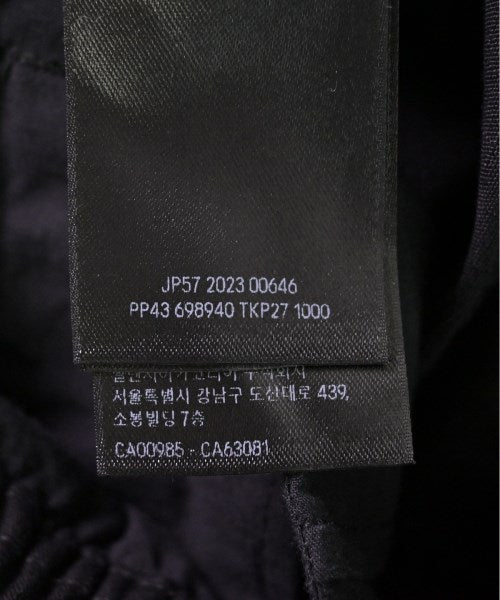 JP57 2023 00646
PP43 698940 TKP27 1000
서울특별시 강남구 도산대로 439,
소봉빌딩 7층
CA00985 - CA63081